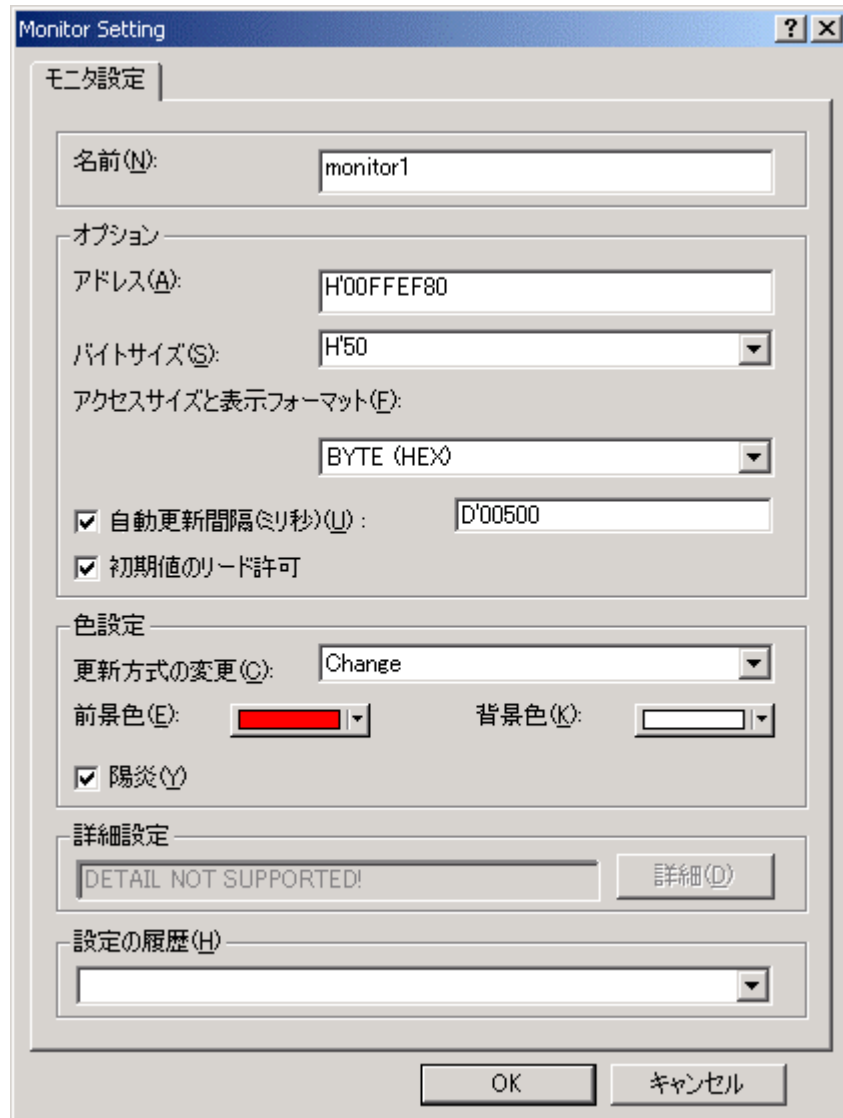 Monitor Setting
モニタ設定
名前(N): monitor1
オプション
アドレス(A): H'00FFEF80
バイトサイズ(S): H'50
アクセスサイズと表示フォーマット(F):
BYTE (HEX)
自動更新間隔(ミリ秒)(U) : D'00500
初期値のリード許可
色設定
更新方式の変更(C): Change
前景色(E): 背景色(K):
陽炎(Y)
詳細設定
DETAIL NOT SUPPORTED! 詳細(D)
設定の履歴(H)
OK キャンセル